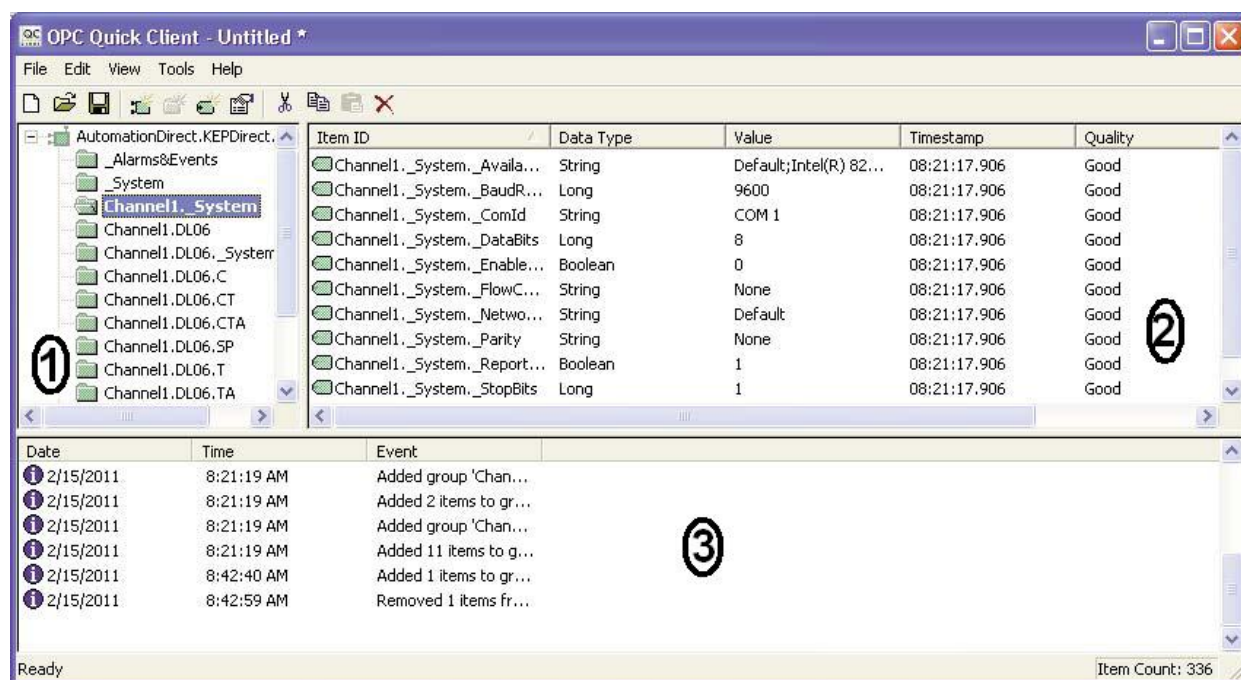 OPC Quick Client - Untitled *
File Edit View Tools Help
AutomationDirect.KEPDirect.
_Alarms&Events
_System
Channel1._System
Channel1.DL06
Channel1.DL06._System
Channel1.DL06.C
Channel1.DL06.CT
Channel1.DL06.CTA
Channel1.DL06.SP
Channel1.DL06.T
Channel1.DL06.TA
1
Item ID Data Type Value Timestamp Quality
Channel1._System._Availa... String Default;Intel(R) 82... 08:21:17.906 Good
Channel1._System._BaudR... Long 9600 08:21:17.906 Good
Channel1._System._ComId String COM 1 08:21:17.906 Good
Channel1._System._DataBits Long 8 08:21:17.906 Good
Channel1._System._Enable... Boolean 0 08:21:17.906 Good
Channel1._System._FlowC... String None 08:21:17.906 Good
Channel1._System._Netwo... String Default 08:21:17.906 Good
Channel1._System._Parity String None 08:21:17.906 Good
Channel1._System._Report... Boolean 1 08:21:17.906 Good
Channel1._System._StopBits Long 1 08:21:17.906 Good
2
Date Time Event
2/15/2011 8:21:19 AM Added group 'Chan...
2/15/2011 8:21:19 AM Added 2 items to gr...
2/15/2011 8:21:19 AM Added group 'Chan...
2/15/2011 8:21:19 AM Added 11 items to g...
2/15/2011 8:42:40 AM Added 1 items to gr...
2/15/2011 8:42:59 AM Removed 1 items fr...
3
Ready Item Count: 336